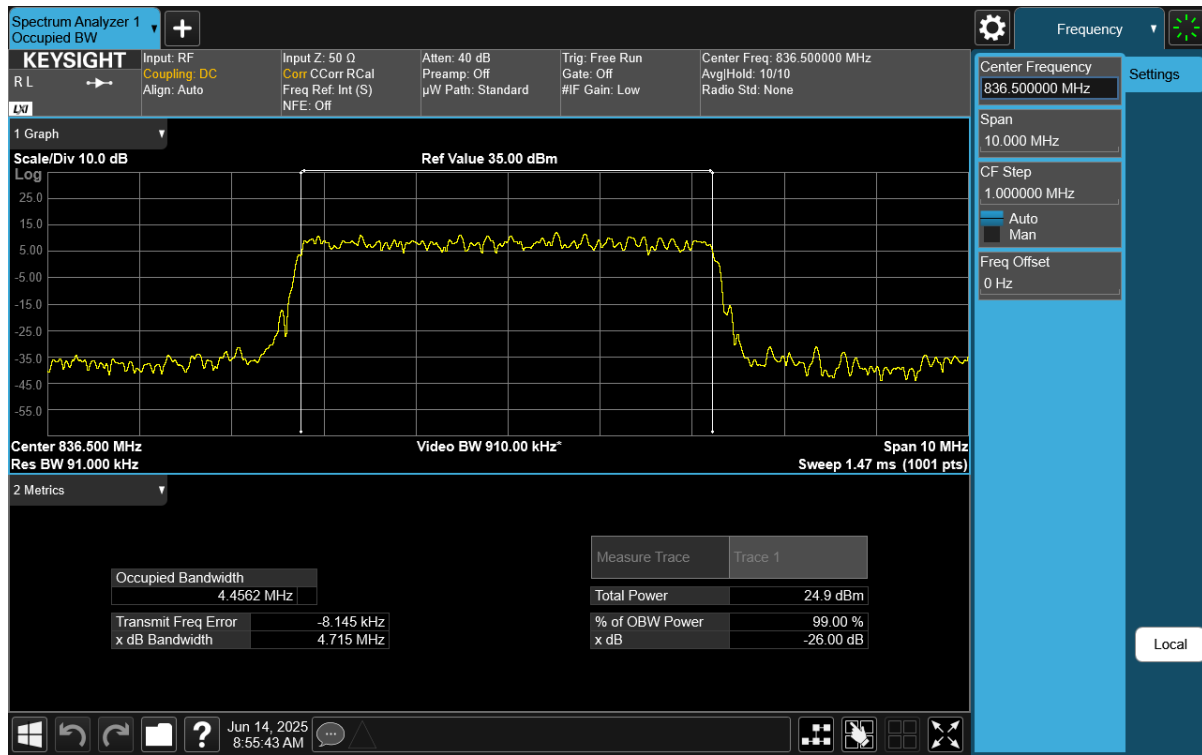 Spectrum Analyzer 1
Occupied BW
Frequency
KEYSIGHT
R L
LXI
Input: RF
Coupling: DC
Align: Auto
Input Z: 50 Ω
Corr CCorr RCal
Freq Ref: Int (S)
NFE: Off
Atten: 40 dB
Preamp: Off
µW Path: Standard
Trig: Free Run
Gate: Off
#IF Gain: Low
Center Freq: 836.500000 MHz
Avg|Hold: 10/10
Radio Std: None
Center Frequency
836.500000 MHz
Settings
Span
10.000 MHz
CF Step
1.000000 MHz
Auto
Man
Freq Offset
0 Hz
Local
1 Graph
Scale/Div 10.0 dB
Ref Value 35.00 dBm
Log
25.0
15.0
5.00
-5.00
-15.0
-25.0
-35.0
-45.0
-55.0
Center 836.500 MHz
Video BW 910.00 kHz*
Span 10 MHz
Res BW 91.000 kHz
Sweep 1.47 ms (1001 pts)
2 Metrics
Measure Trace
Trace 1
Occupied Bandwidth
4.4562 MHz
Total Power
24.9 dBm
Transmit Freq Error
-8.145 kHz
% of OBW Power
99.00 %
x dB Bandwidth
4.715 MHz
x dB
-26.00 dB
Jun 14, 2025
8:55:43 AM